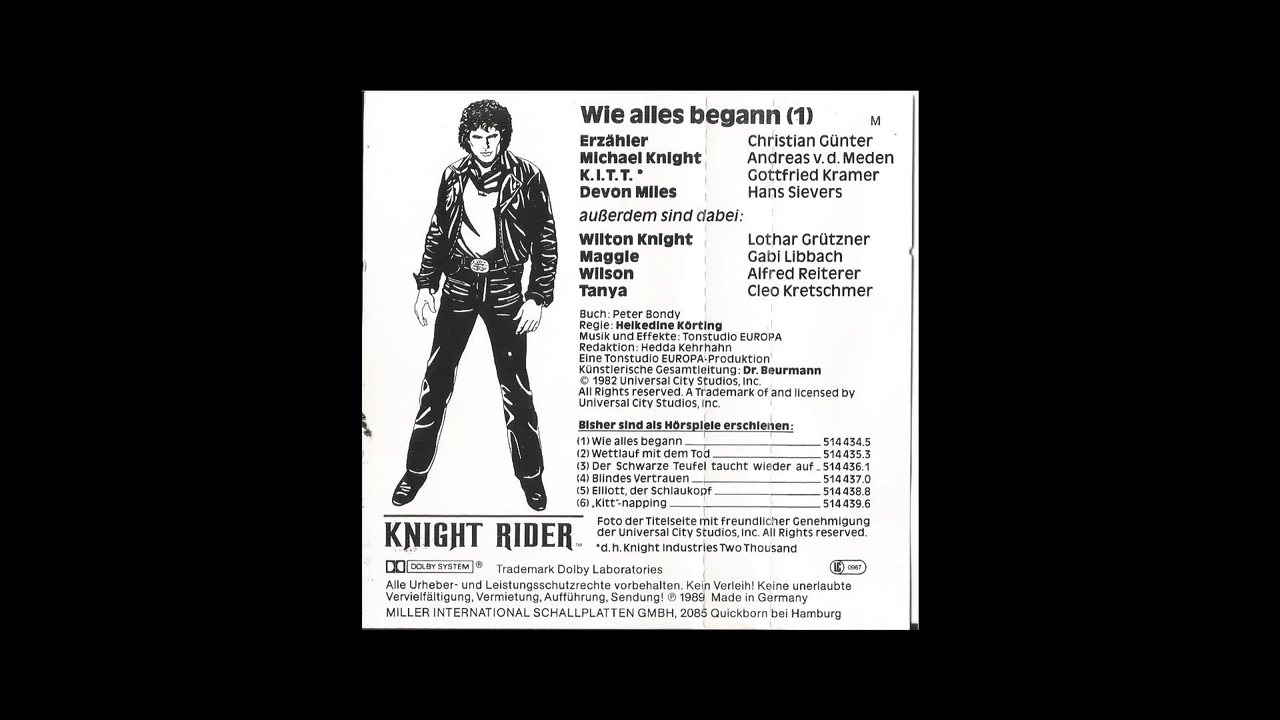 Wie alles begann (1)
M
Erzähler Christian Günter
Michael Knight Andreas v. d. Meden
K.I.T.T. * Gottfried Kramer
Devon Miles Hans Sievers
außerdem sind dabei:
Wilton Knight Lothar Grützner
Maggie Gabi Libbach
Wilson Alfred Reiterer
Tanya Cleo Kretschmer
Buch: Peter Bondy
Regie: Heikedine Körting
Musik und Effekte: Tonstudio EUROPA
Redaktion: Hedda Kehrhahn
Eine Tonstudio EUROPA-Produktion
Künstlerische Gesamtleitung: Dr. Beurmann
© 1982 Universal City Studios, Inc.
All Rights reserved. A Trademark of and licensed by
Universal City Studios, Inc.
Bisher sind als Hörspiele erschienen:
(1) Wie alles begann 514 434.5
(2) Wettlauf mit dem Tod 514 435.3
(3) Der Schwarze Teufel taucht wieder auf 514 436.1
(4) Blindes Vertrauen 514 437.0
(5) Elliott, der Schlaukopf 514 438.8
(6) „Kitt"-napping 514 439.6
Foto der Titelseite mit freundlicher Genehmigung
der Universal City Studios, Inc. All Rights reserved.
*d. h. Knight Industries Two Thousand
KNIGHT RIDER™
DOLBY SYSTEM ® Trademark Dolby Laboratories
LC 0967
Alle Urheber- und Leistungsschutzrechte vorbehalten. Kein Verleih! Keine unerlaubte
Vervielfältigung, Vermietung, Aufführung, Sendung! ℗ 1989 Made in Germany
MILLER INTERNATIONAL SCHALLPLATTEN GMBH, 2085 Quickborn bei Hamburg